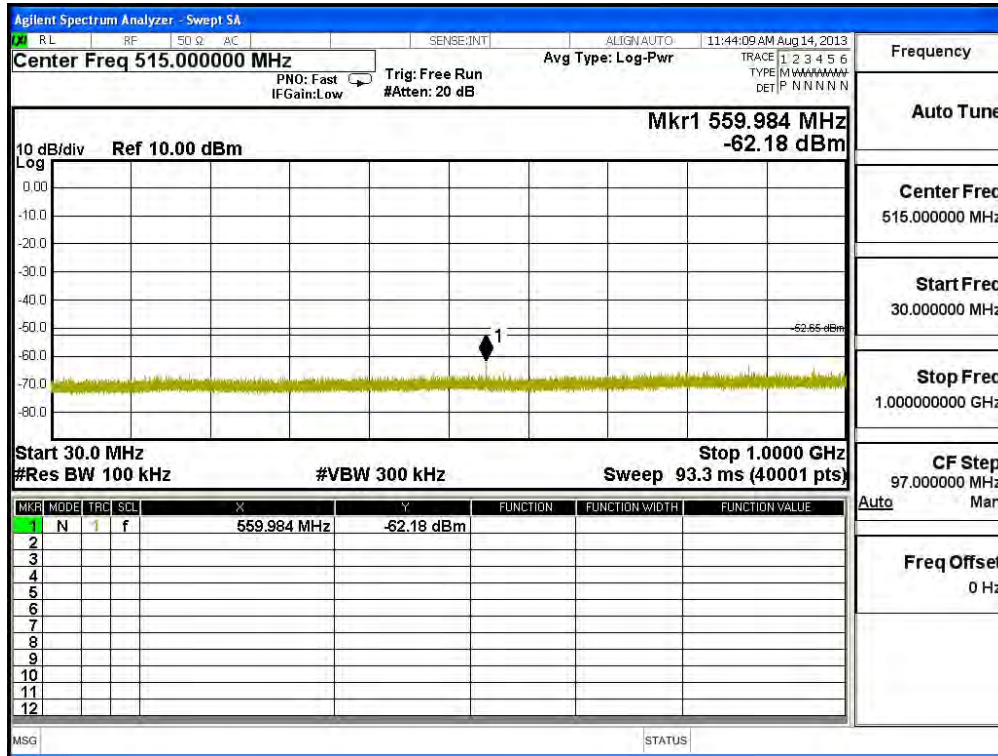 Agilent Spectrum Analyzer - Swept SA
RL RF 50 Ω AC SENSE:INT ALIGN AUTO 11:44:09 AM Aug 14, 2013
Center Freq 515.000000 MHz
PNO: Fast
IFGain:Low
Trig: Free Run
#Atten: 20 dB
Avg Type: Log-Pwr
TRACE 1 2 3 4 5 6
TYPE M WWWWW
DET P N N N N N
Mkr1 559.984 MHz
-62.18 dBm
10 dB/div Ref 10.00 dBm
Log
0.00
-10.0
-20.0
-30.0
-40.0
-50.0
-60.0
-70.0
-80.0
1
-52.65 dBm
Start 30.0 MHz Stop 1.0000 GHz
#Res BW 100 kHz #VBW 300 kHz Sweep 93.3 ms (40001 pts)
MKR MODE TRC SCL X Y FUNCTION FUNCTION WIDTH FUNCTION VALUE
1 N 1 f 559.984 MHz -62.18 dBm
2
3
4
5
6
7
8
9
10
11
12
MSG STATUS
Frequency
Auto Tune
Center Freq
515.000000 MHz
Start Freq
30.000000 MHz
Stop Freq
1.000000000 GHz
CF Step
97.000000 MHz
Auto Man
Freq Offset
0 Hz